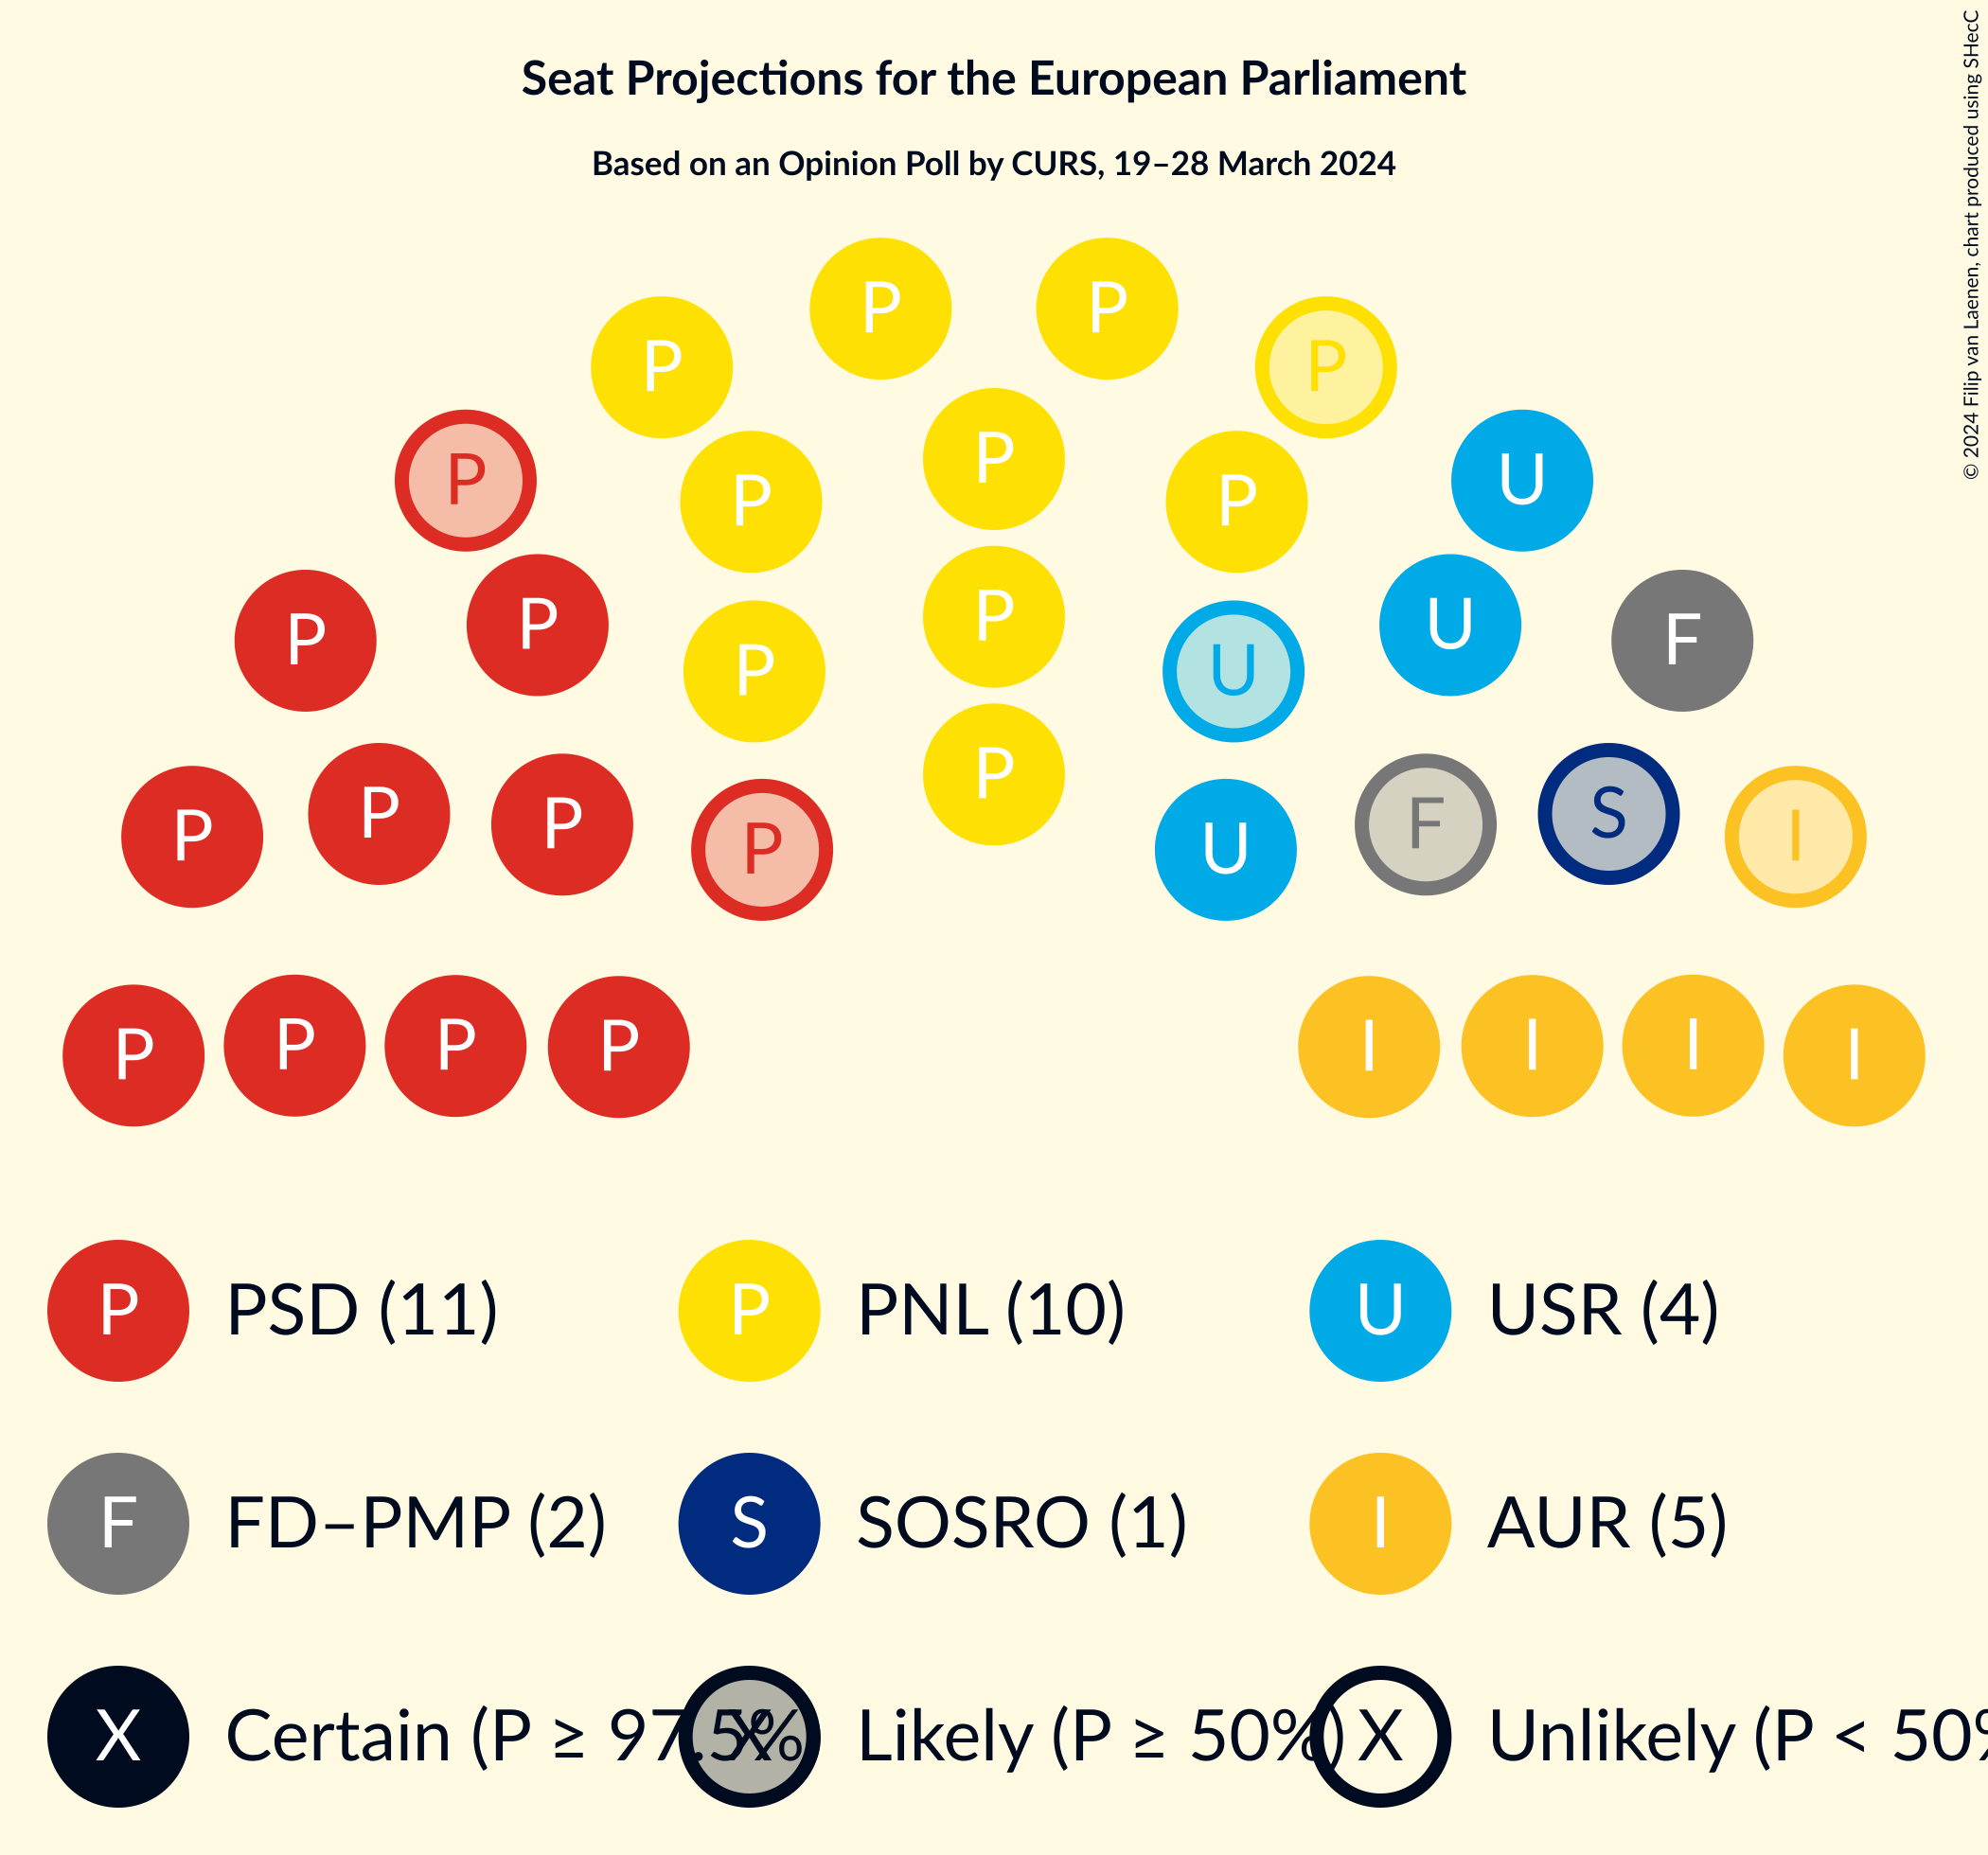 Seat Projections for the European Parliament
Based on an Opinion Poll by CURS, 19–28 March 2024
© 2024 Filip van Laenen, chart produced using SHecC
P P
P P
P P P U
P P
P P U
P P F
P U
P
P P S I
P P F
P U
P P P P I I I I
P PSD (11) P PNL (10) U USR (4)
F FD–PMP (2) S SOSRO (1) I AUR (5)
X Certain (P ≥ 97.5% X Likely (P ≥ 50%) X Unlikely (P < 50%